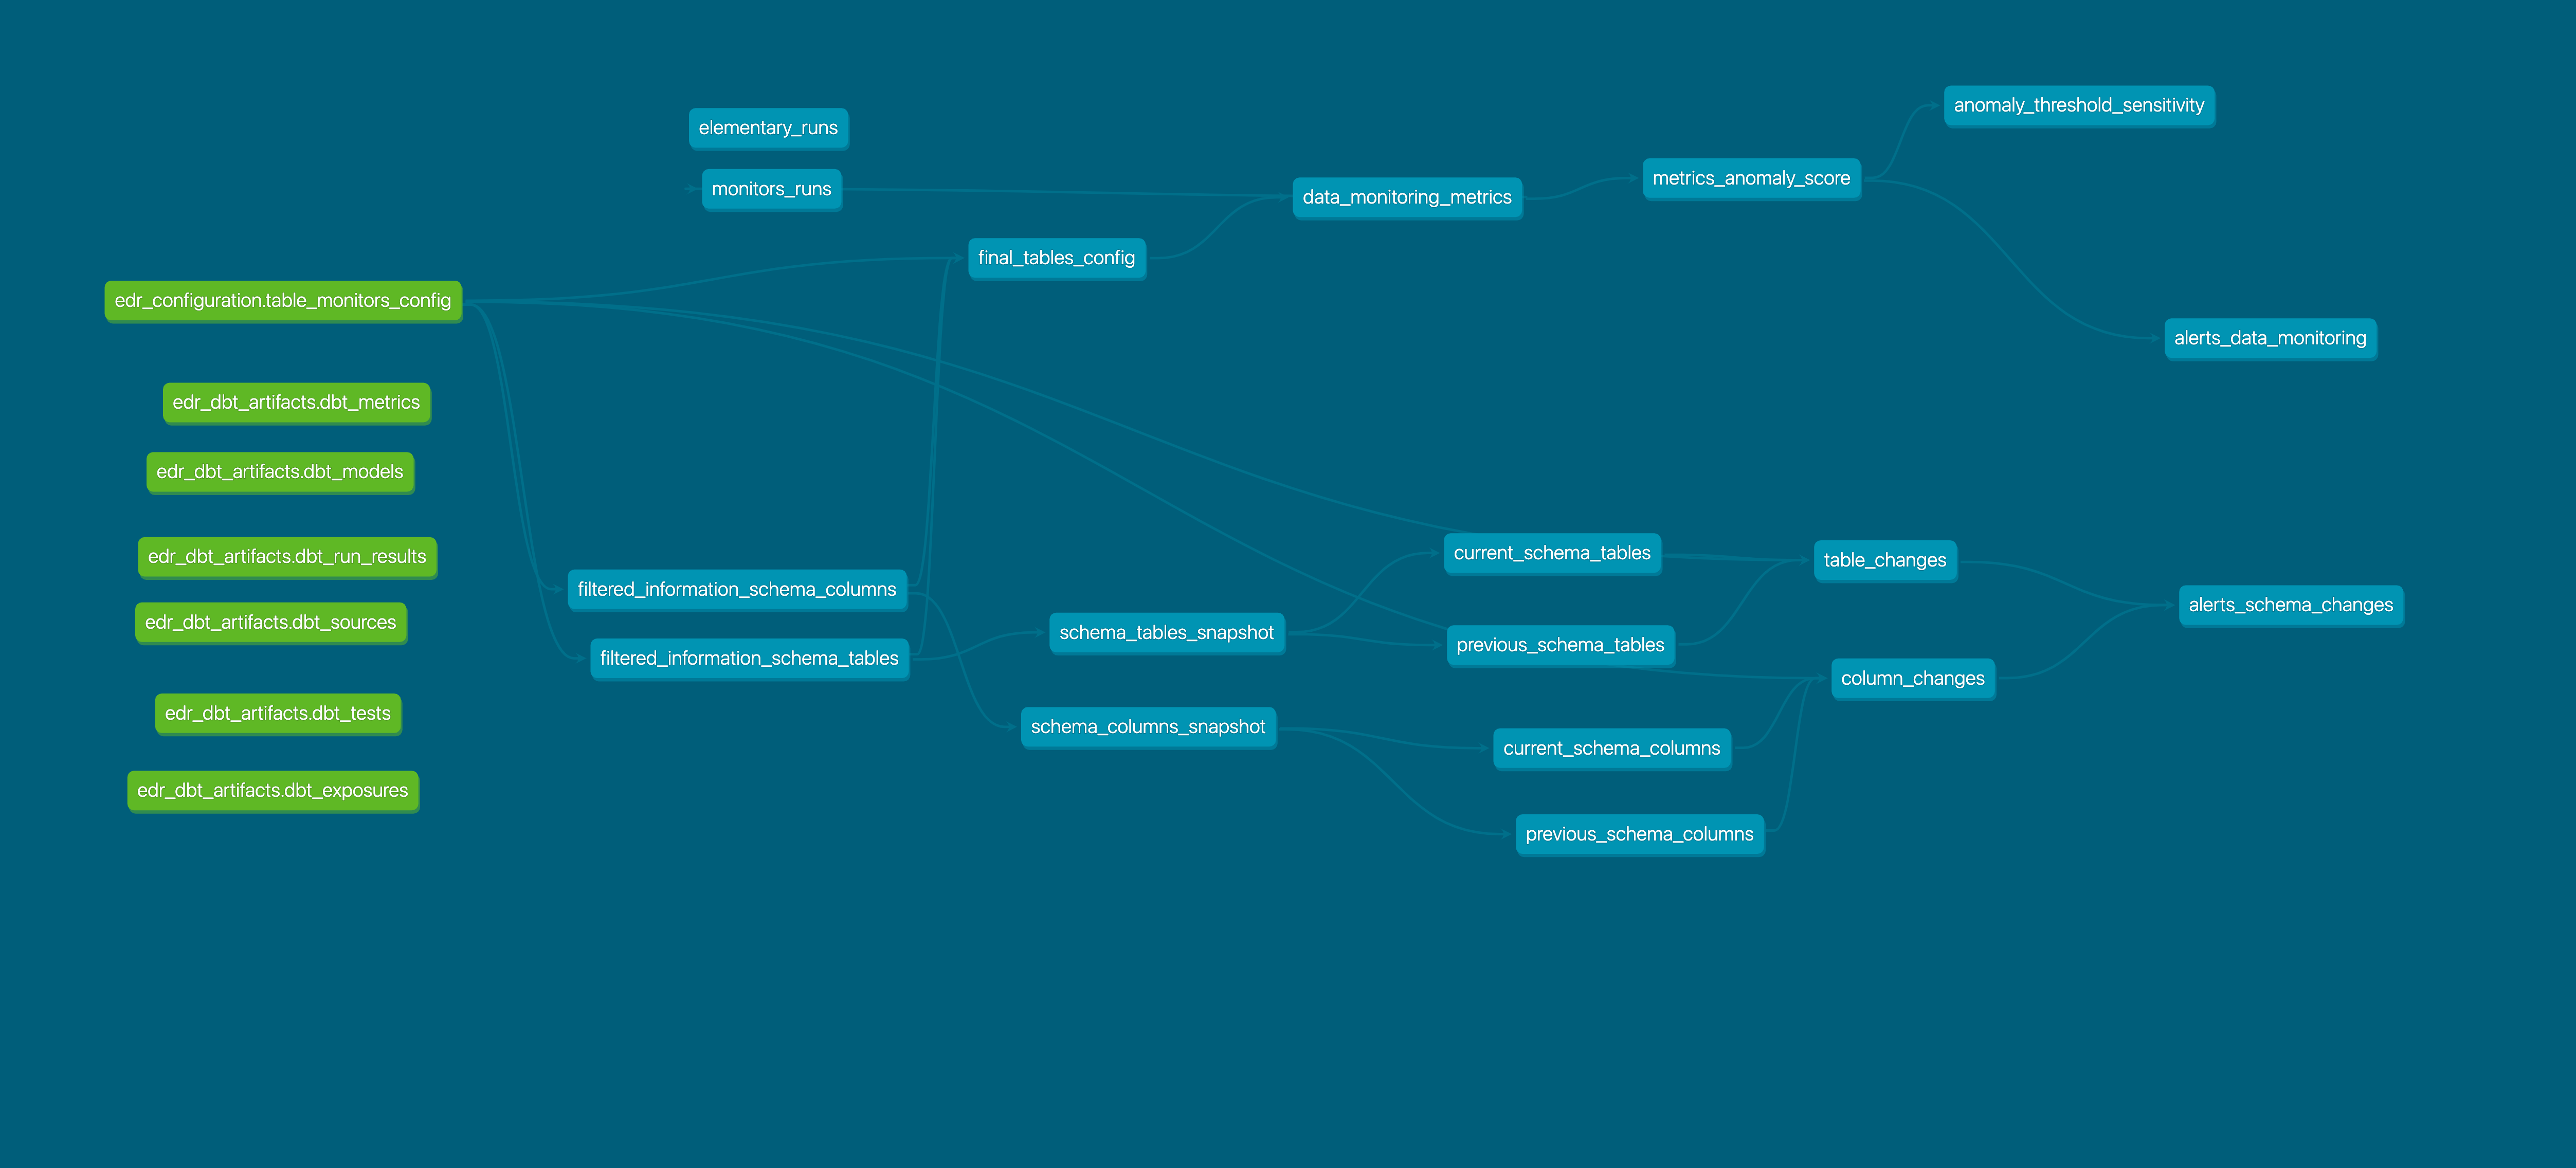 anomaly_threshold_sensitivity
elementary_runs
metrics_anomaly_score
monitors_runs
data_monitoring_metrics
final_tables_config
edr_configuration.table_monitors_config
alerts_data_monitoring
edr_dbt_artifacts.dbt_metrics
edr_dbt_artifacts.dbt_models
edr_dbt_artifacts.dbt_run_results
current_schema_tables
table_changes
filtered_information_schema_columns
alerts_schema_changes
edr_dbt_artifacts.dbt_sources
schema_tables_snapshot
previous_schema_tables
filtered_information_schema_tables
column_changes
edr_dbt_artifacts.dbt_tests
schema_columns_snapshot
current_schema_columns
edr_dbt_artifacts.dbt_exposures
previous_schema_columns